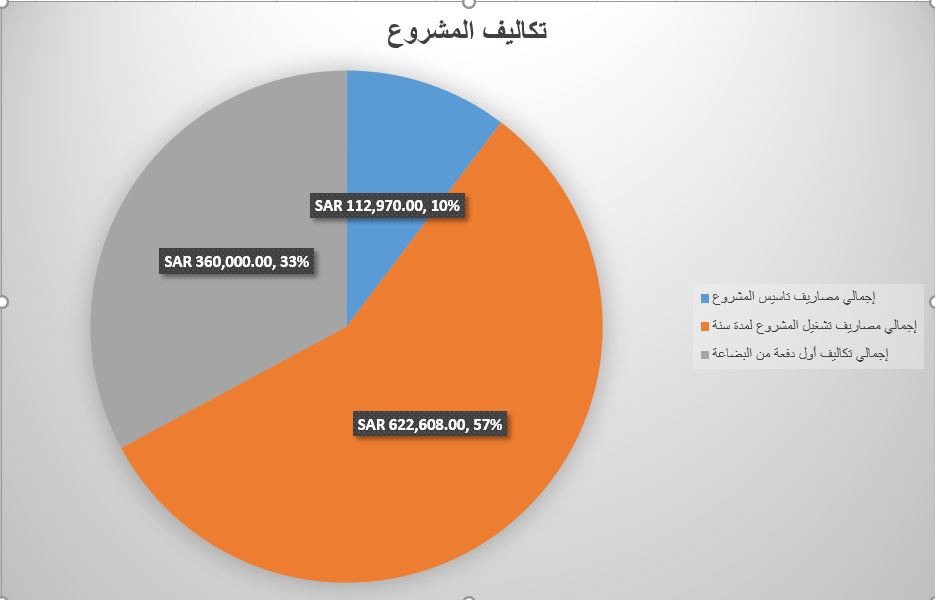 تكاليف المشروع
SAR 112,970.00, 10%
SAR 360,000.00, 33%
SAR 622,608.00, 57%
إجمالي مصاريف تاسيس المشروع
إجمالي مصاريف تشغيل المشروع لمدة سنة
إجمالي تكاليف أول دفعة من البضاعة